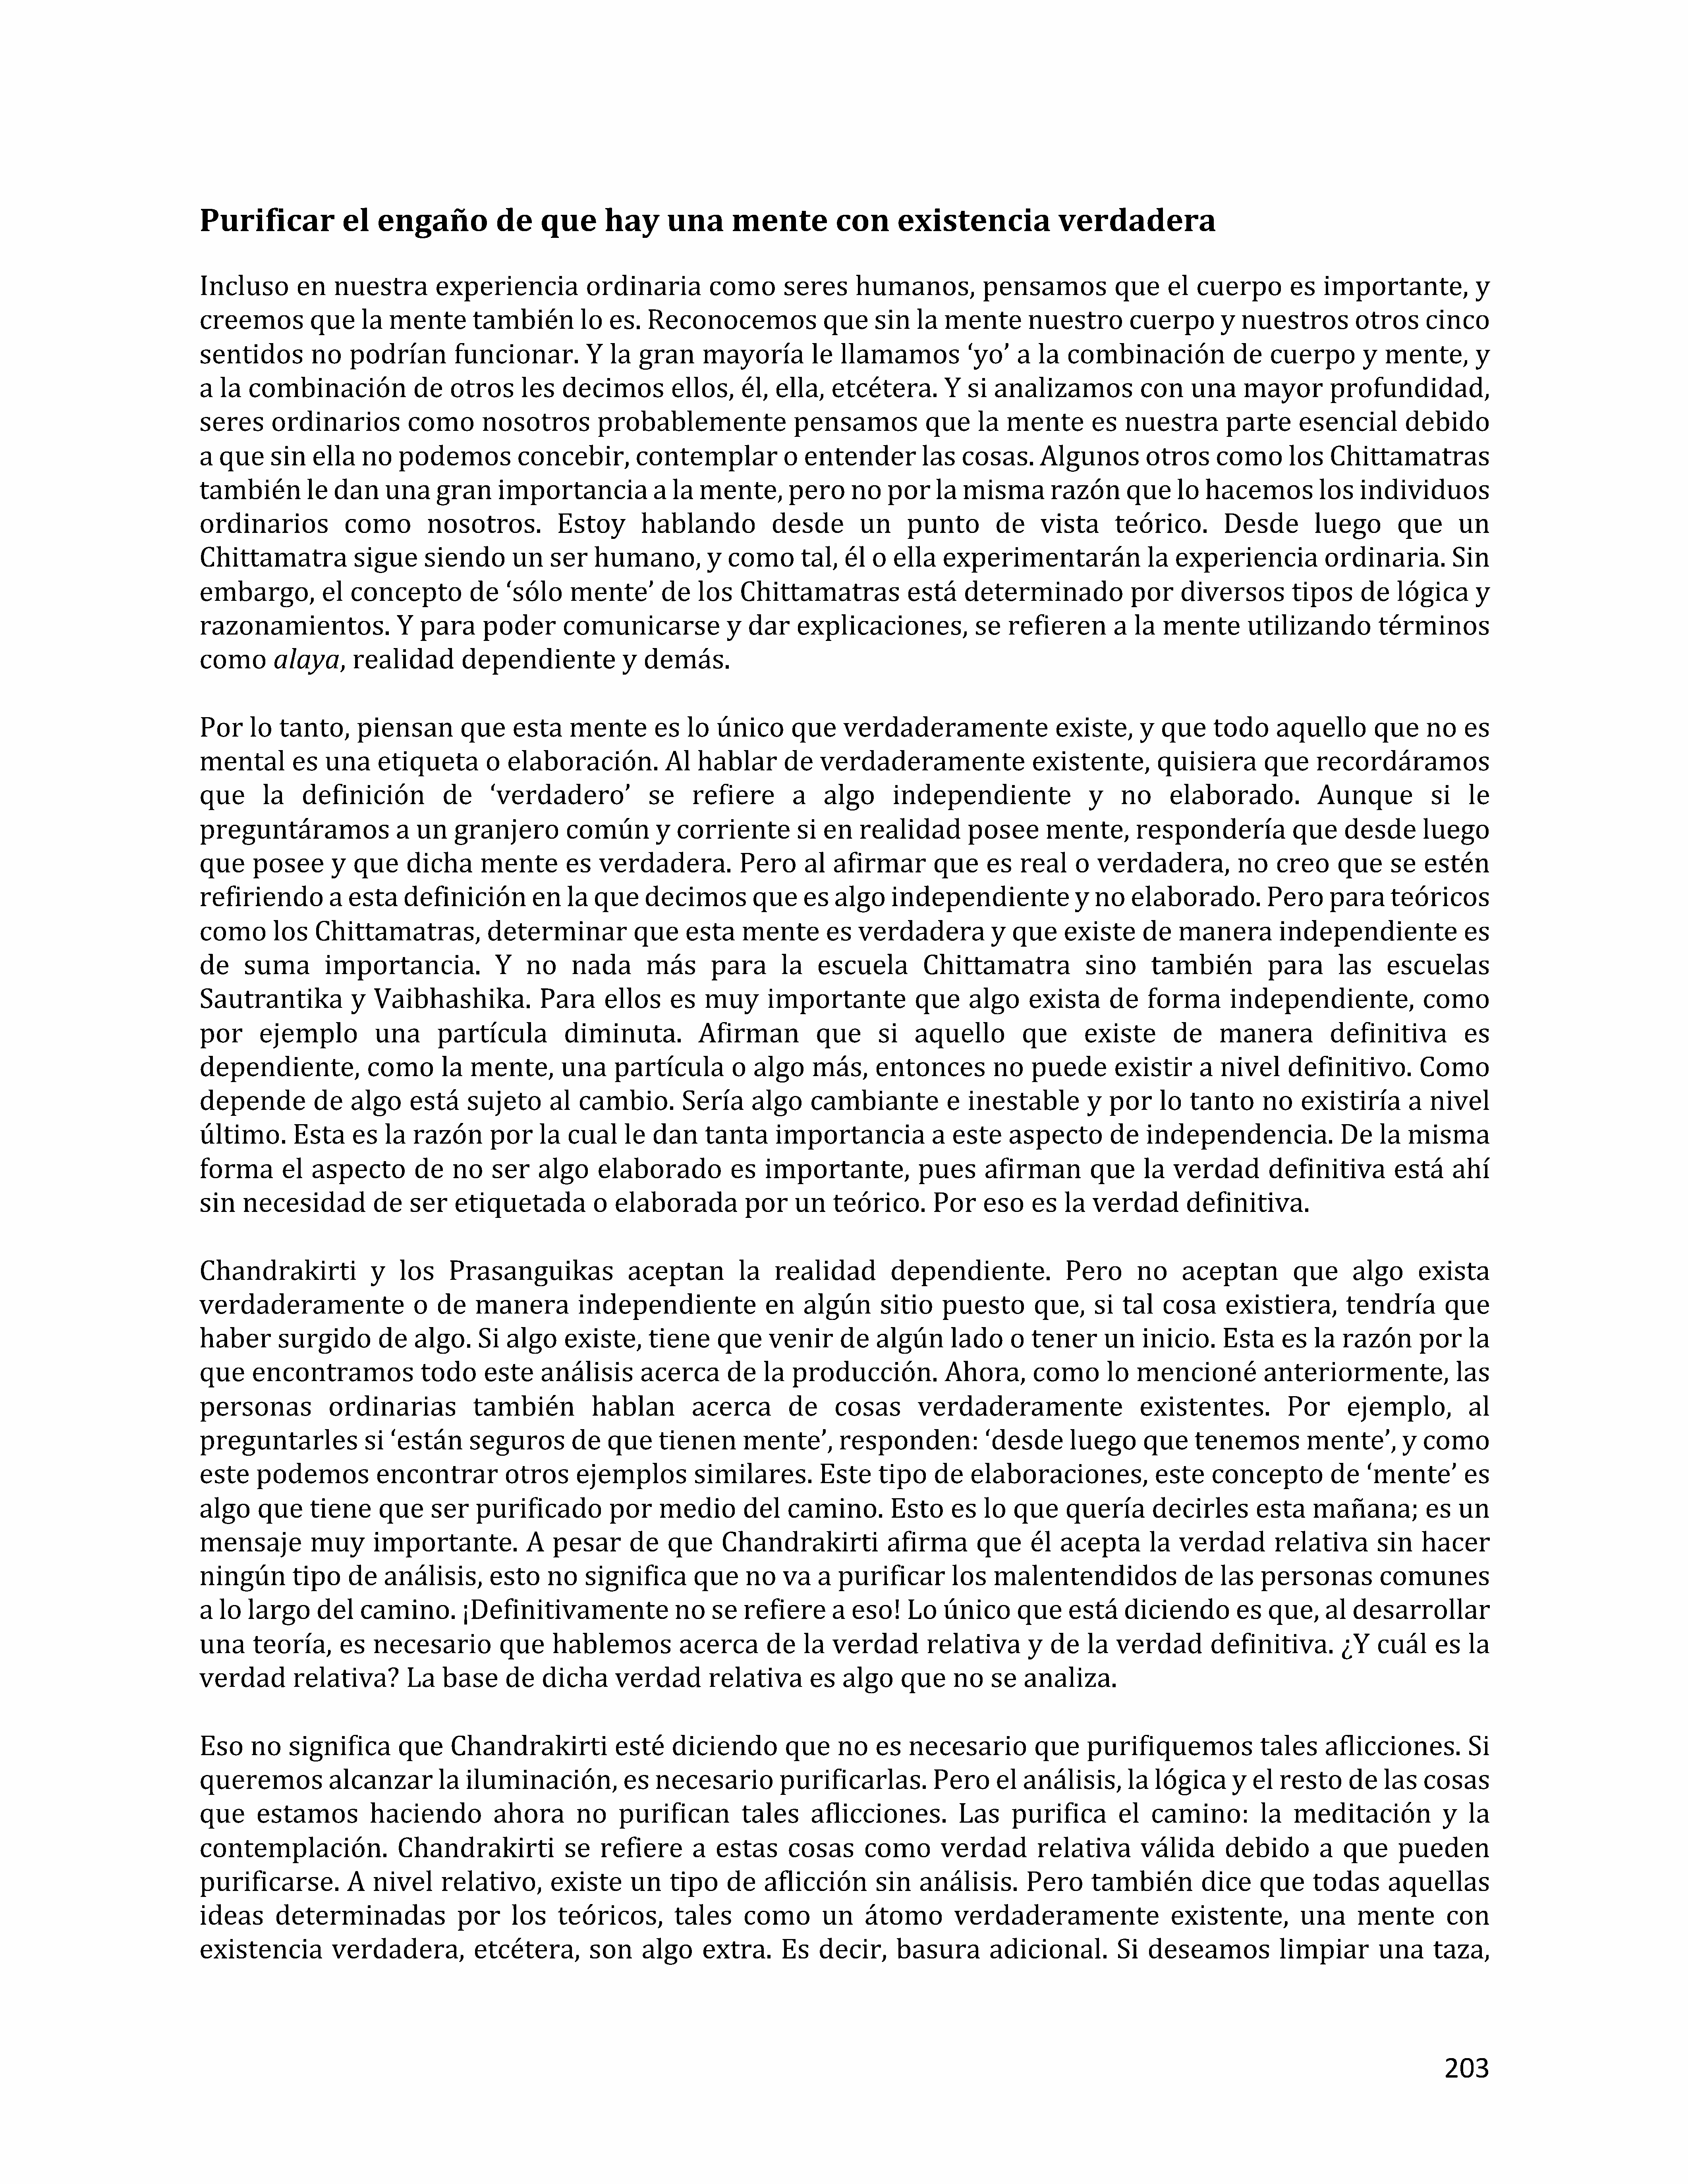 Purificar el engaño de que hay una mente con existencia verdadera
Incluso en nuestra experiencia ordinaria como seres humanos, pensamos que el cuerpo es importante, y
creemos que la mente también lo es. Reconocemos que sin la mente nuestro cuerpo y nuestros otros cinco
sentidos no podrían funcionar. Y la gran mayoría le llamamos ‘yo’ a la combinación de cuerpo y mente, y
a la combinación de otros les decimos ellos, él, ella, etcétera. Y si analizamos con una mayor profundidad,
seres ordinarios como nosotros probablemente pensamos que la mente es nuestra parte esencial debido
a que sin ella no podemos concebir, contemplar o entender las cosas. Algunos otros como los Chittamatras
también le dan una gran importancia a la mente, pero no por la misma razón que lo hacemos los individuos
ordinarios como nosotros. Estoy hablando desde un punto de vista teórico. Desde luego que un
Chittamatra sigue siendo un ser humano, y como tal, él o ella experimentarán la experiencia ordinaria. Sin
embargo, el concepto de ‘sólo mente’ de los Chittamatras está determinado por diversos tipos de lógica y
razonamientos. Y para poder comunicarse y dar explicaciones, se refieren a la mente utilizando términos
como alaya, realidad dependiente y demás.
Por lo tanto, piensan que esta mente es lo único que verdaderamente existe, y que todo aquello que no es
mental es una etiqueta o elaboración. Al hablar de verdaderamente existente, quisiera que recordáramos
que la definición de ‘verdadero’ se refiere a algo independiente y no elaborado. Aunque si le
preguntáramos a un granjero común y corriente si en realidad posee mente, respondería que desde luego
que posee y que dicha mente es verdadera. Pero al afirmar que es real o verdadera, no creo que se estén
refiriendo a esta definición en la que decimos que es algo independiente y no elaborado. Pero para teóricos
como los Chittamatras, determinar que esta mente es verdadera y que existe de manera independiente es
de suma importancia. Y no nada más para la escuela Chittamatra sino también para las escuelas
Sautrantika y Vaibhashika. Para ellos es muy importante que algo exista de forma independiente, como
por ejemplo una partícula diminuta. Afirman que si aquello que existe de manera definitiva es
dependiente, como la mente, una partícula o algo más, entonces no puede existir a nivel definitivo. Como
depende de algo está sujeto al cambio. Sería algo cambiante e inestable y por lo tanto no existiría a nivel
último. Esta es la razón por la cual le dan tanta importancia a este aspecto de independencia. De la misma
forma el aspecto de no ser algo elaborado es importante, pues afirman que la verdad definitiva está ahí
sin necesidad de ser etiquetada o elaborada por un teórico. Por eso es la verdad definitiva.
Chandrakirti y los Prasanguikas aceptan la realidad dependiente. Pero no aceptan que algo exista
verdaderamente o de manera independiente en algún sitio puesto que, si tal cosa existiera, tendría que
haber surgido de algo. Si algo existe, tiene que venir de algún lado o tener un inicio. Esta es la razón por la
que encontramos todo este análisis acerca de la producción. Ahora, como lo mencioné anteriormente, las
personas ordinarias también hablan acerca de cosas verdaderamente existentes. Por ejemplo, al
preguntarles si ‘están seguros de que tienen mente’, responden: ‘desde luego que tenemos mente’, y como
este podemos encontrar otros ejemplos similares. Este tipo de elaboraciones, este concepto de ‘mente’ es
algo que tiene que ser purificado por medio del camino. Esto es lo que quería decirles esta mañana; es un
mensaje muy importante. A pesar de que Chandrakirti afirma que él acepta la verdad relativa sin hacer
ningún tipo de análisis, esto no significa que no va a purificar los malentendidos de las personas comunes
a lo largo del camino. ¡Definitivamente no se refiere a eso! Lo único que está diciendo es que, al desarrollar
una teoría, es necesario que hablemos acerca de la verdad relativa y de la verdad definitiva. ¿Y cuál es la
verdad relativa? La base de dicha verdad relativa es algo que no se analiza.
Eso no significa que Chandrakirti esté diciendo que no es necesario que purifiquemos tales aflicciones. Si
queremos alcanzar la iluminación, es necesario purificarlas. Pero el análisis, la lógica y el resto de las cosas
que estamos haciendo ahora no purifican tales aflicciones. Las purifica el camino: la meditación y la
contemplación. Chandrakirti se refiere a estas cosas como verdad relativa válida debido a que pueden
purificarse. A nivel relativo, existe un tipo de aflicción sin análisis. Pero también dice que todas aquellas
ideas determinadas por los teóricos, tales como un átomo verdaderamente existente, una mente con
existencia verdadera, etcétera, son algo extra. Es decir, basura adicional. Si deseamos limpiar una taza,
203